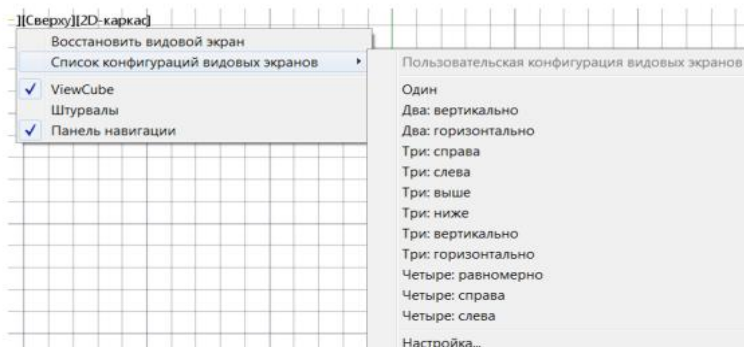 –][Сверху][2D-каркас]
Восстановить видовой экран
Список конфигураций видовых экранов
ViewCube
Штурвалы
Панель навигации
Пользовательская конфигурация видовых экранов
Один
Два: вертикально
Два: горизонтально
Три: справа
Три: слева
Три: выше
Три: ниже
Три: вертикально
Три: горизонтально
Четыре: равномерно
Четыре: справа
Четыре: слева
Настройка...